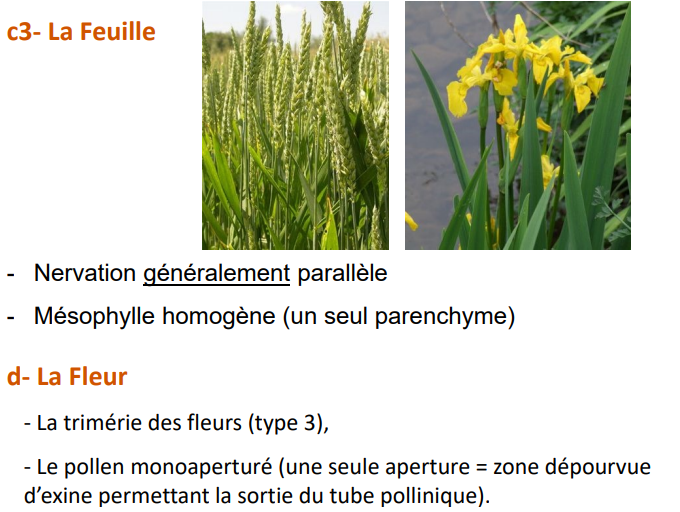 c3- La Feuille
- Nervation généralement parallèle
- Mésophylle homogène (un seul parenchyme)
d- La Fleur
- La trimérie des fleurs (type 3),
- Le pollen monoaperturé (une seule aperture = zone dépourvue
d’exine permettant la sortie du tube pollinique).